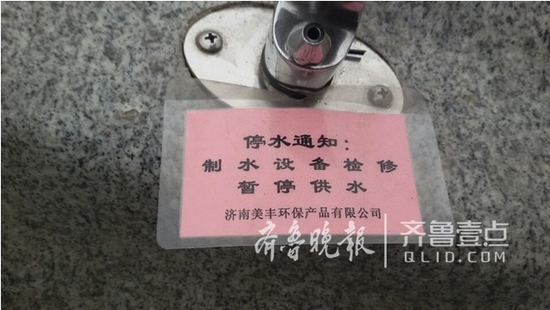 停水通知：
制水设备检修
暂停供水
济南美丰环保产品有限公司
齐鲁晚报
齐鲁壹点
QLID.COM